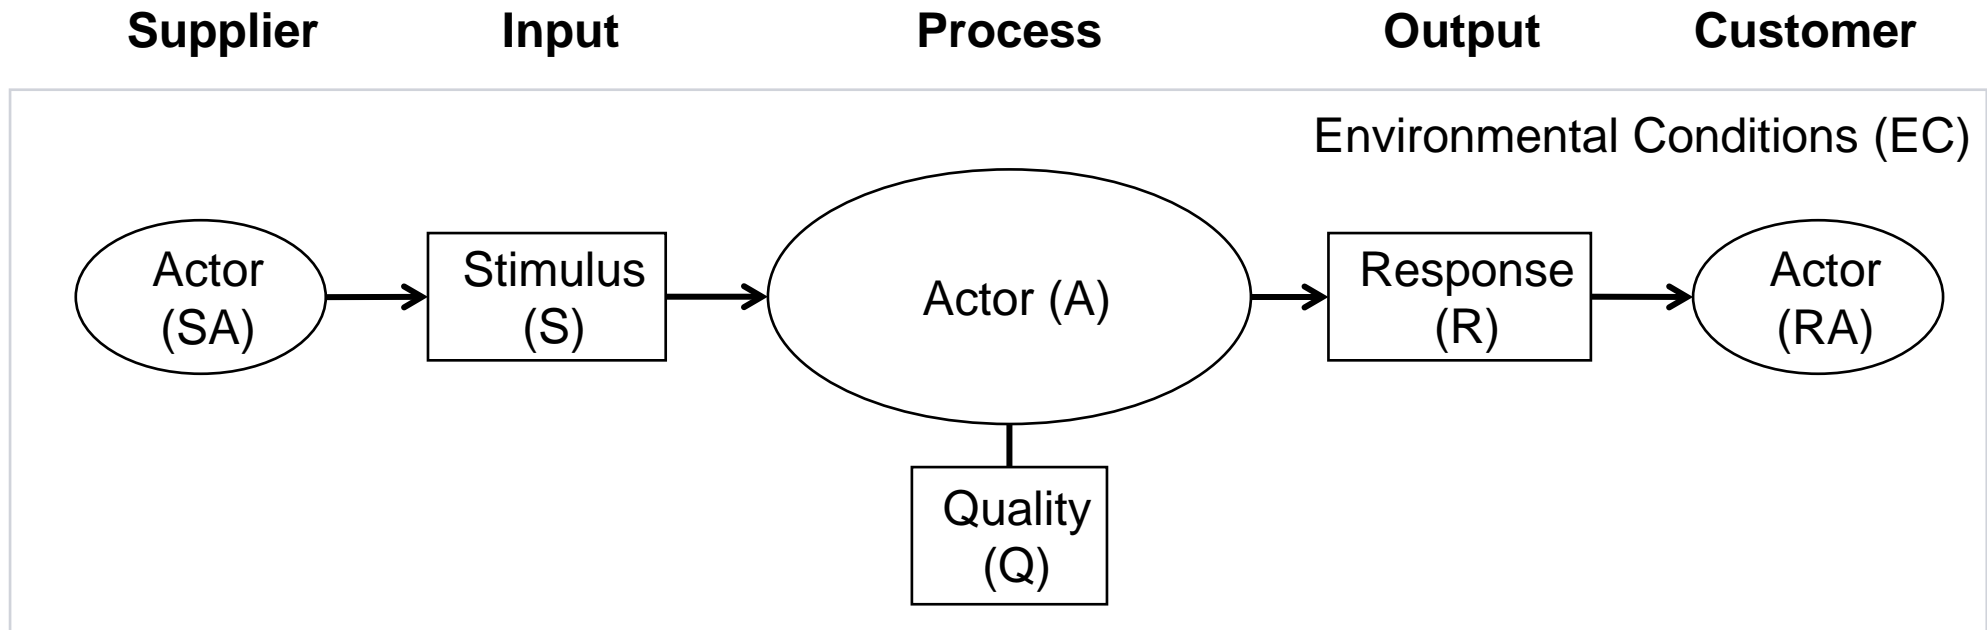 Supplier Input Process Output Customer
Environmental Conditions (EC)
Actor
(SA)
Stimulus
(S)
Actor (A)
Response
(R)
Actor
(RA)
Quality
(Q)